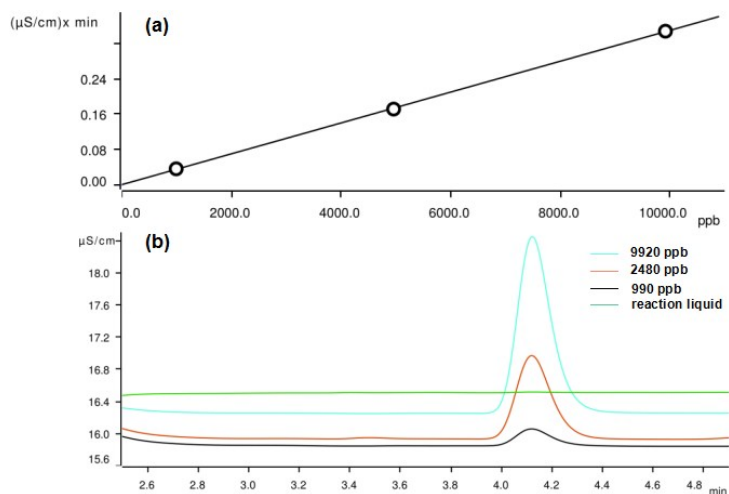 (µS/cm)x min
(a)
0.24
0.16
0.08
0.00
0.0 2000.0 4000.0 6000.0 8000.0 10000.0
ppb
µS/cm
(b)
18.0
17.6
17.2
16.8
16.4
16.0
15.6
9920 ppb
2480 ppb
990 ppb
reaction liquid
2.6 2.8 3.0 3.2 3.4 3.6 3.8 4.0 4.2 4.4 4.6 4.8 min